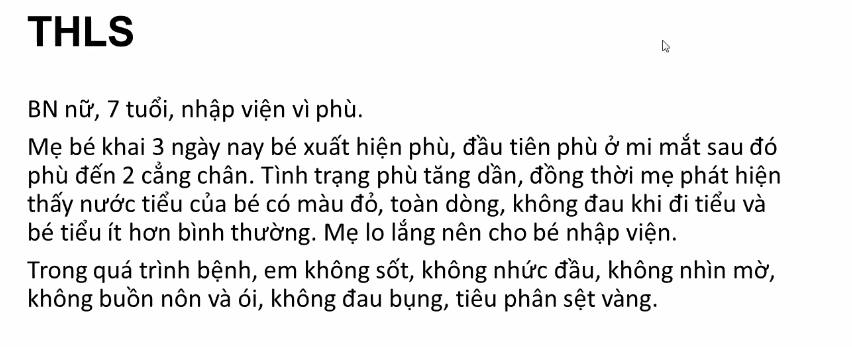 THLS
BN nữ, 7 tuổi, nhập viện vì phù.
Mẹ bé khai 3 ngày nay bé xuất hiện phù, đầu tiên phù ở mi mắt sau đó
phù đến 2 cẳng chân. Tình trạng phù tăng dần, đồng thời mẹ phát hiện
thấy nước tiểu của bé có màu đỏ, toàn dòng, không đau khi đi tiểu và
bé tiểu ít hơn bình thường. Mẹ lo lắng nên cho bé nhập viện.
Trong quá trình bệnh, em không sốt, không nhức đầu, không nhìn mờ,
không buồn nôn và ói, không đau bụng, tiêu phân sệt vàng.